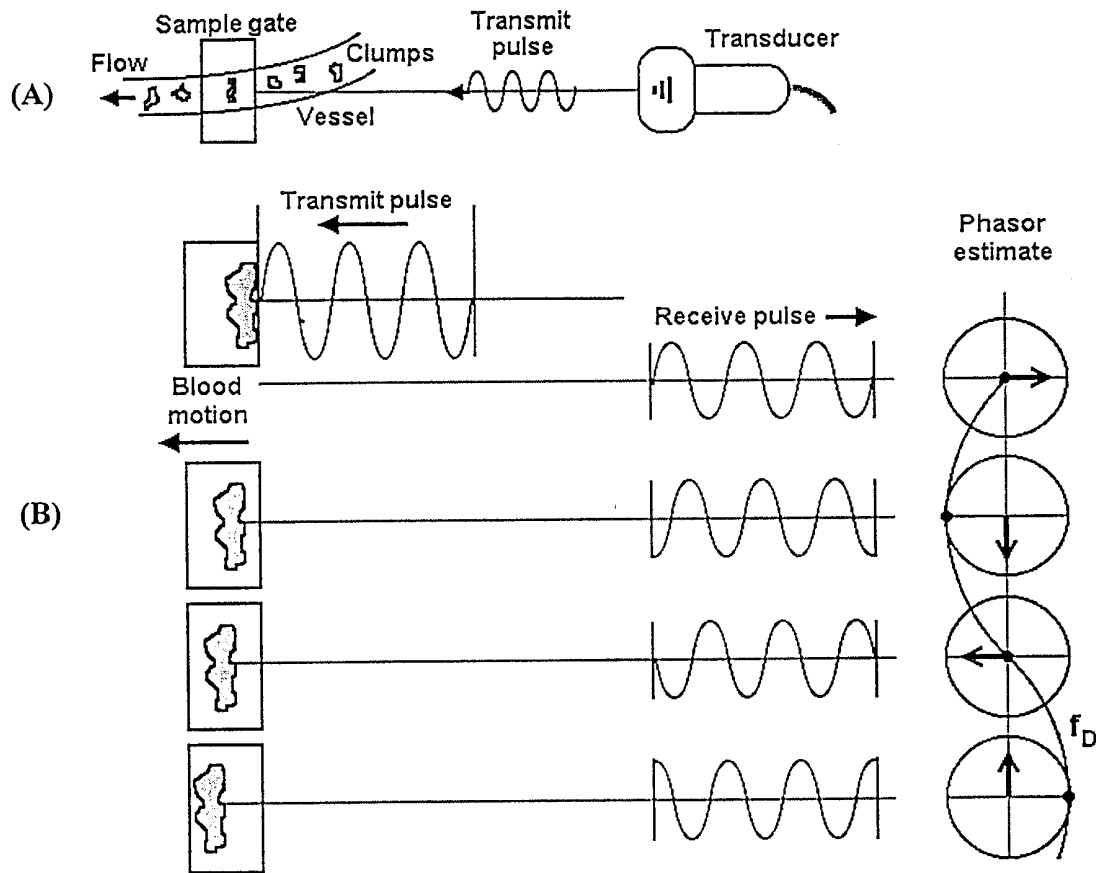 Sample gate
Transmit
pulse
Transducer
Flow
Clumps
(A)
Vessel
Transmit pulse
Phasor
estimate
Receive pulse
Blood
motion
(B)
f_D